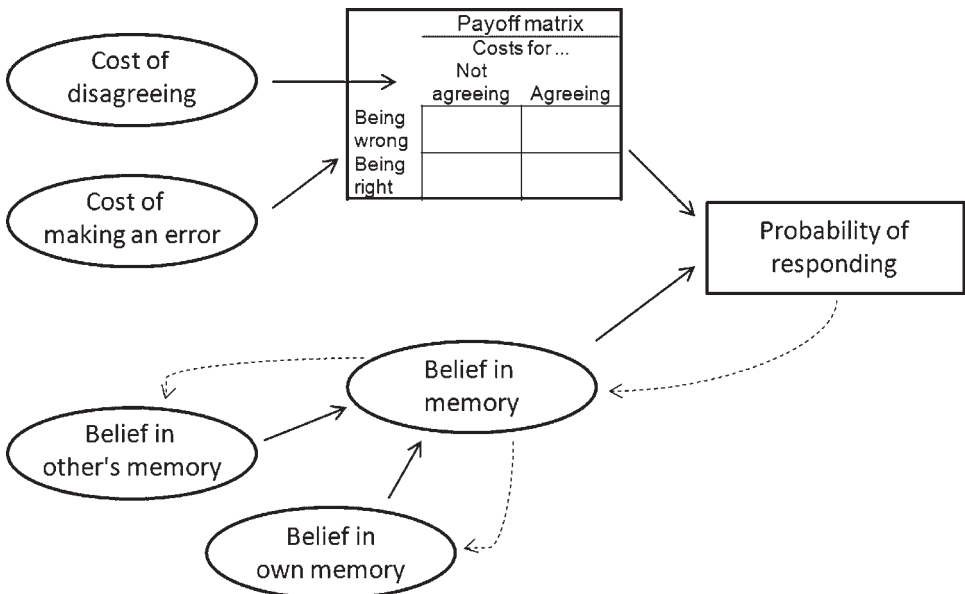 Cost of
disagreeing
Payoff matrix
Costs for ...
Not
agreeing Agreeing
Being
wrong
Being
right
Cost of
making an error
Probability of
responding
Belief in
memory
Belief in
other's memory
Belief in
own memory